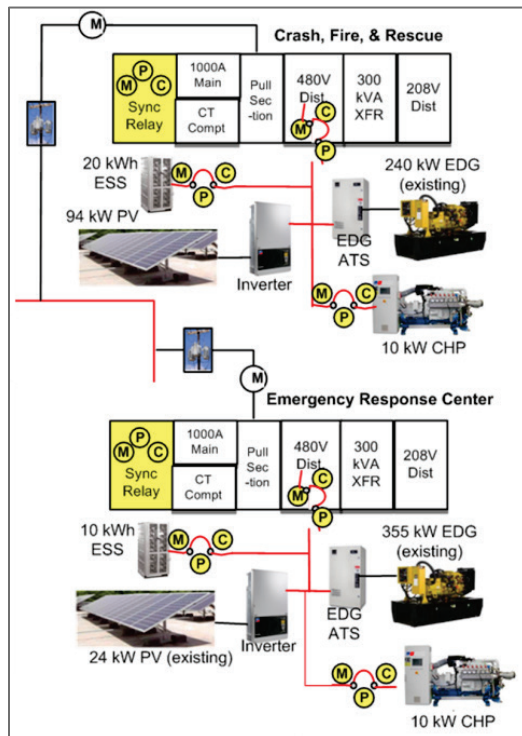 M
Crash, Fire, & Rescue
M P C
Sync
Relay
1000A
Main
CT
Compt
Pull
Sec
-tion
480V
Dist
M C
P
300
kVA
XFR
208V
Dist
20 kWh
ESS
M C
P
240 kW EDG
(existing)
94 kW PV
Inverter
EDG
ATS
M C
P
10 kW CHP
M
Emergency Response Center
M P C
Sync
Relay
1000A
Main
CT
Compt
Pull
Sec
-tion
480V
Dist
M C
P
300
kVA
XFR
208V
Dist
10 kWh
ESS
M C
P
355 kW EDG
(existing)
24 kW PV (existing)
Inverter
EDG
ATS
M C
P
10 kW CHP